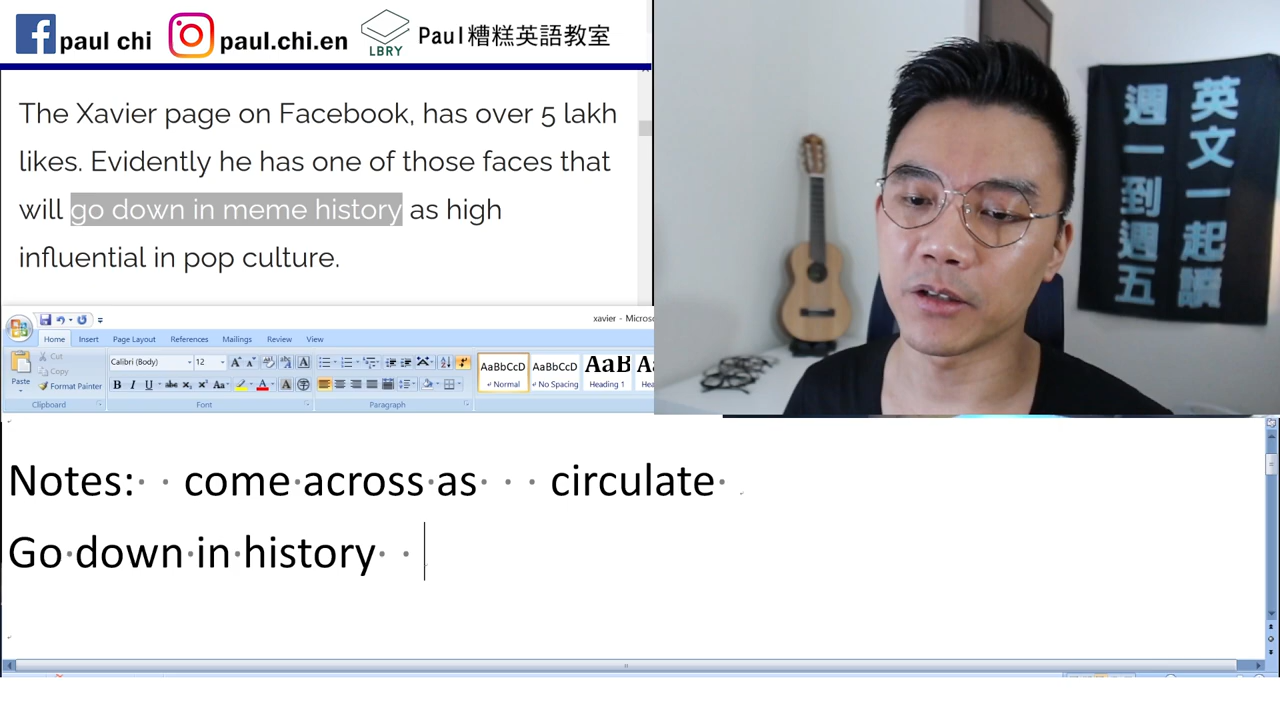 paul chi
paul.chi.en
LBRY
Paul糟糕英語教室
The Xavier page on Facebook, has over 5 lakh
likes. Evidently he has one of those faces that
will go down in meme history as high
influential in pop culture.
英文一起讀
週一到週五
xavier - Microso
Home Insert Page Layout References Mailings Review View
Paste
Cut
Copy
Format Painter
Calibri (Body) 12
AaBbCcD AaBbCcD AaB
Normal No Spacing Heading 1
Clipboard Font Paragraph
Notes: come across as circulate
Go down in history